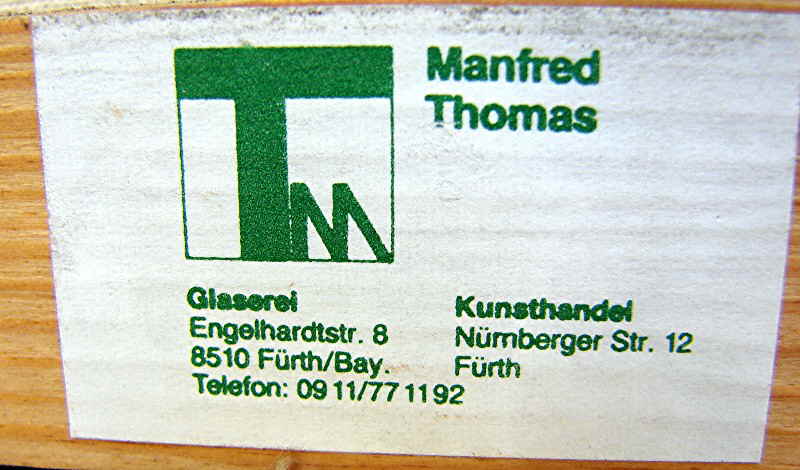 TM
Manfred
Thomas
Glaserei
Engelhardtstr. 8
8510 Fürth/Bay.
Telefon: 09 11/77 11 92
Kunsthandel
Nürnberger Str. 12
Fürth